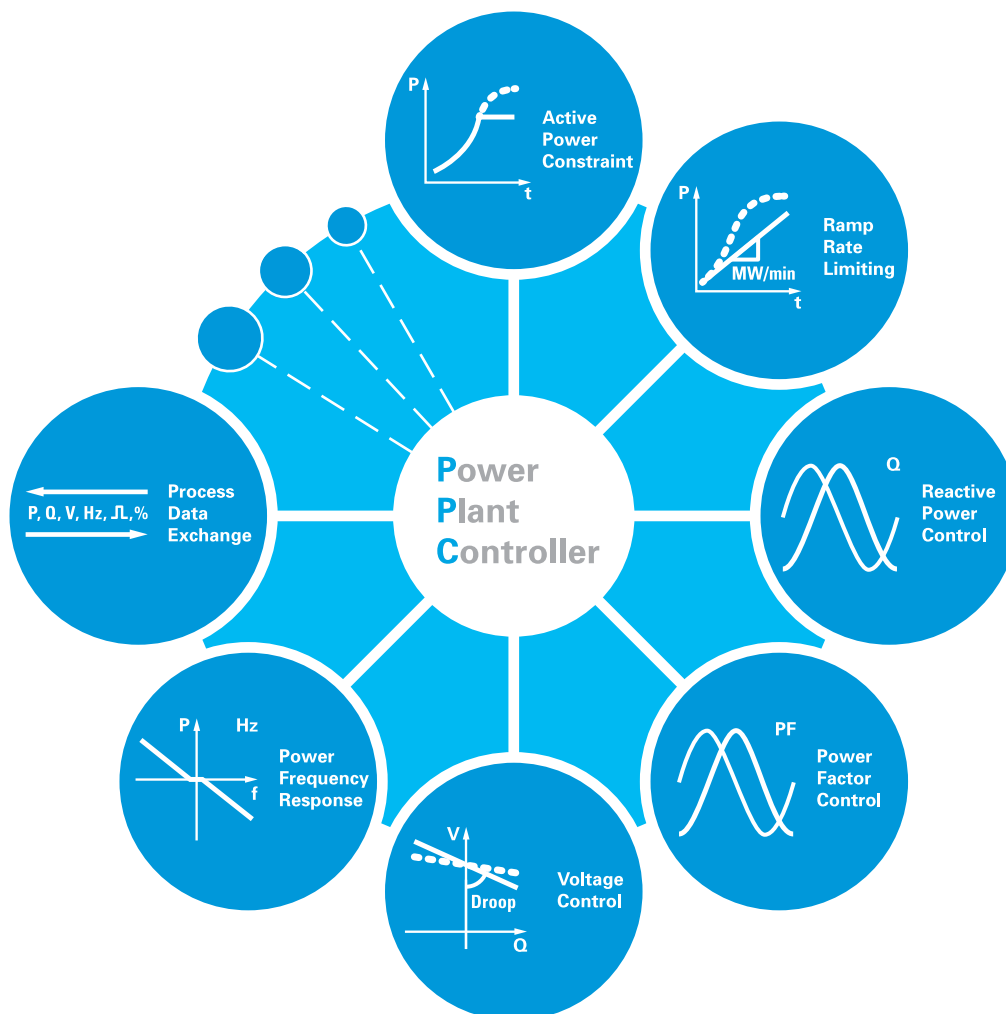 Power
Plant
Controller
P
t
Active
Power
Constraint
P
MW/min
t
Ramp
Rate
Limiting
Q
Reactive
Power
Control
PF
Power
Factor
Control
V
Droop
Q
Voltage
Control
P
Hz
f
Power
Frequency
Response
P, Q, V, Hz, ⎍, %
Process
Data
Exchange